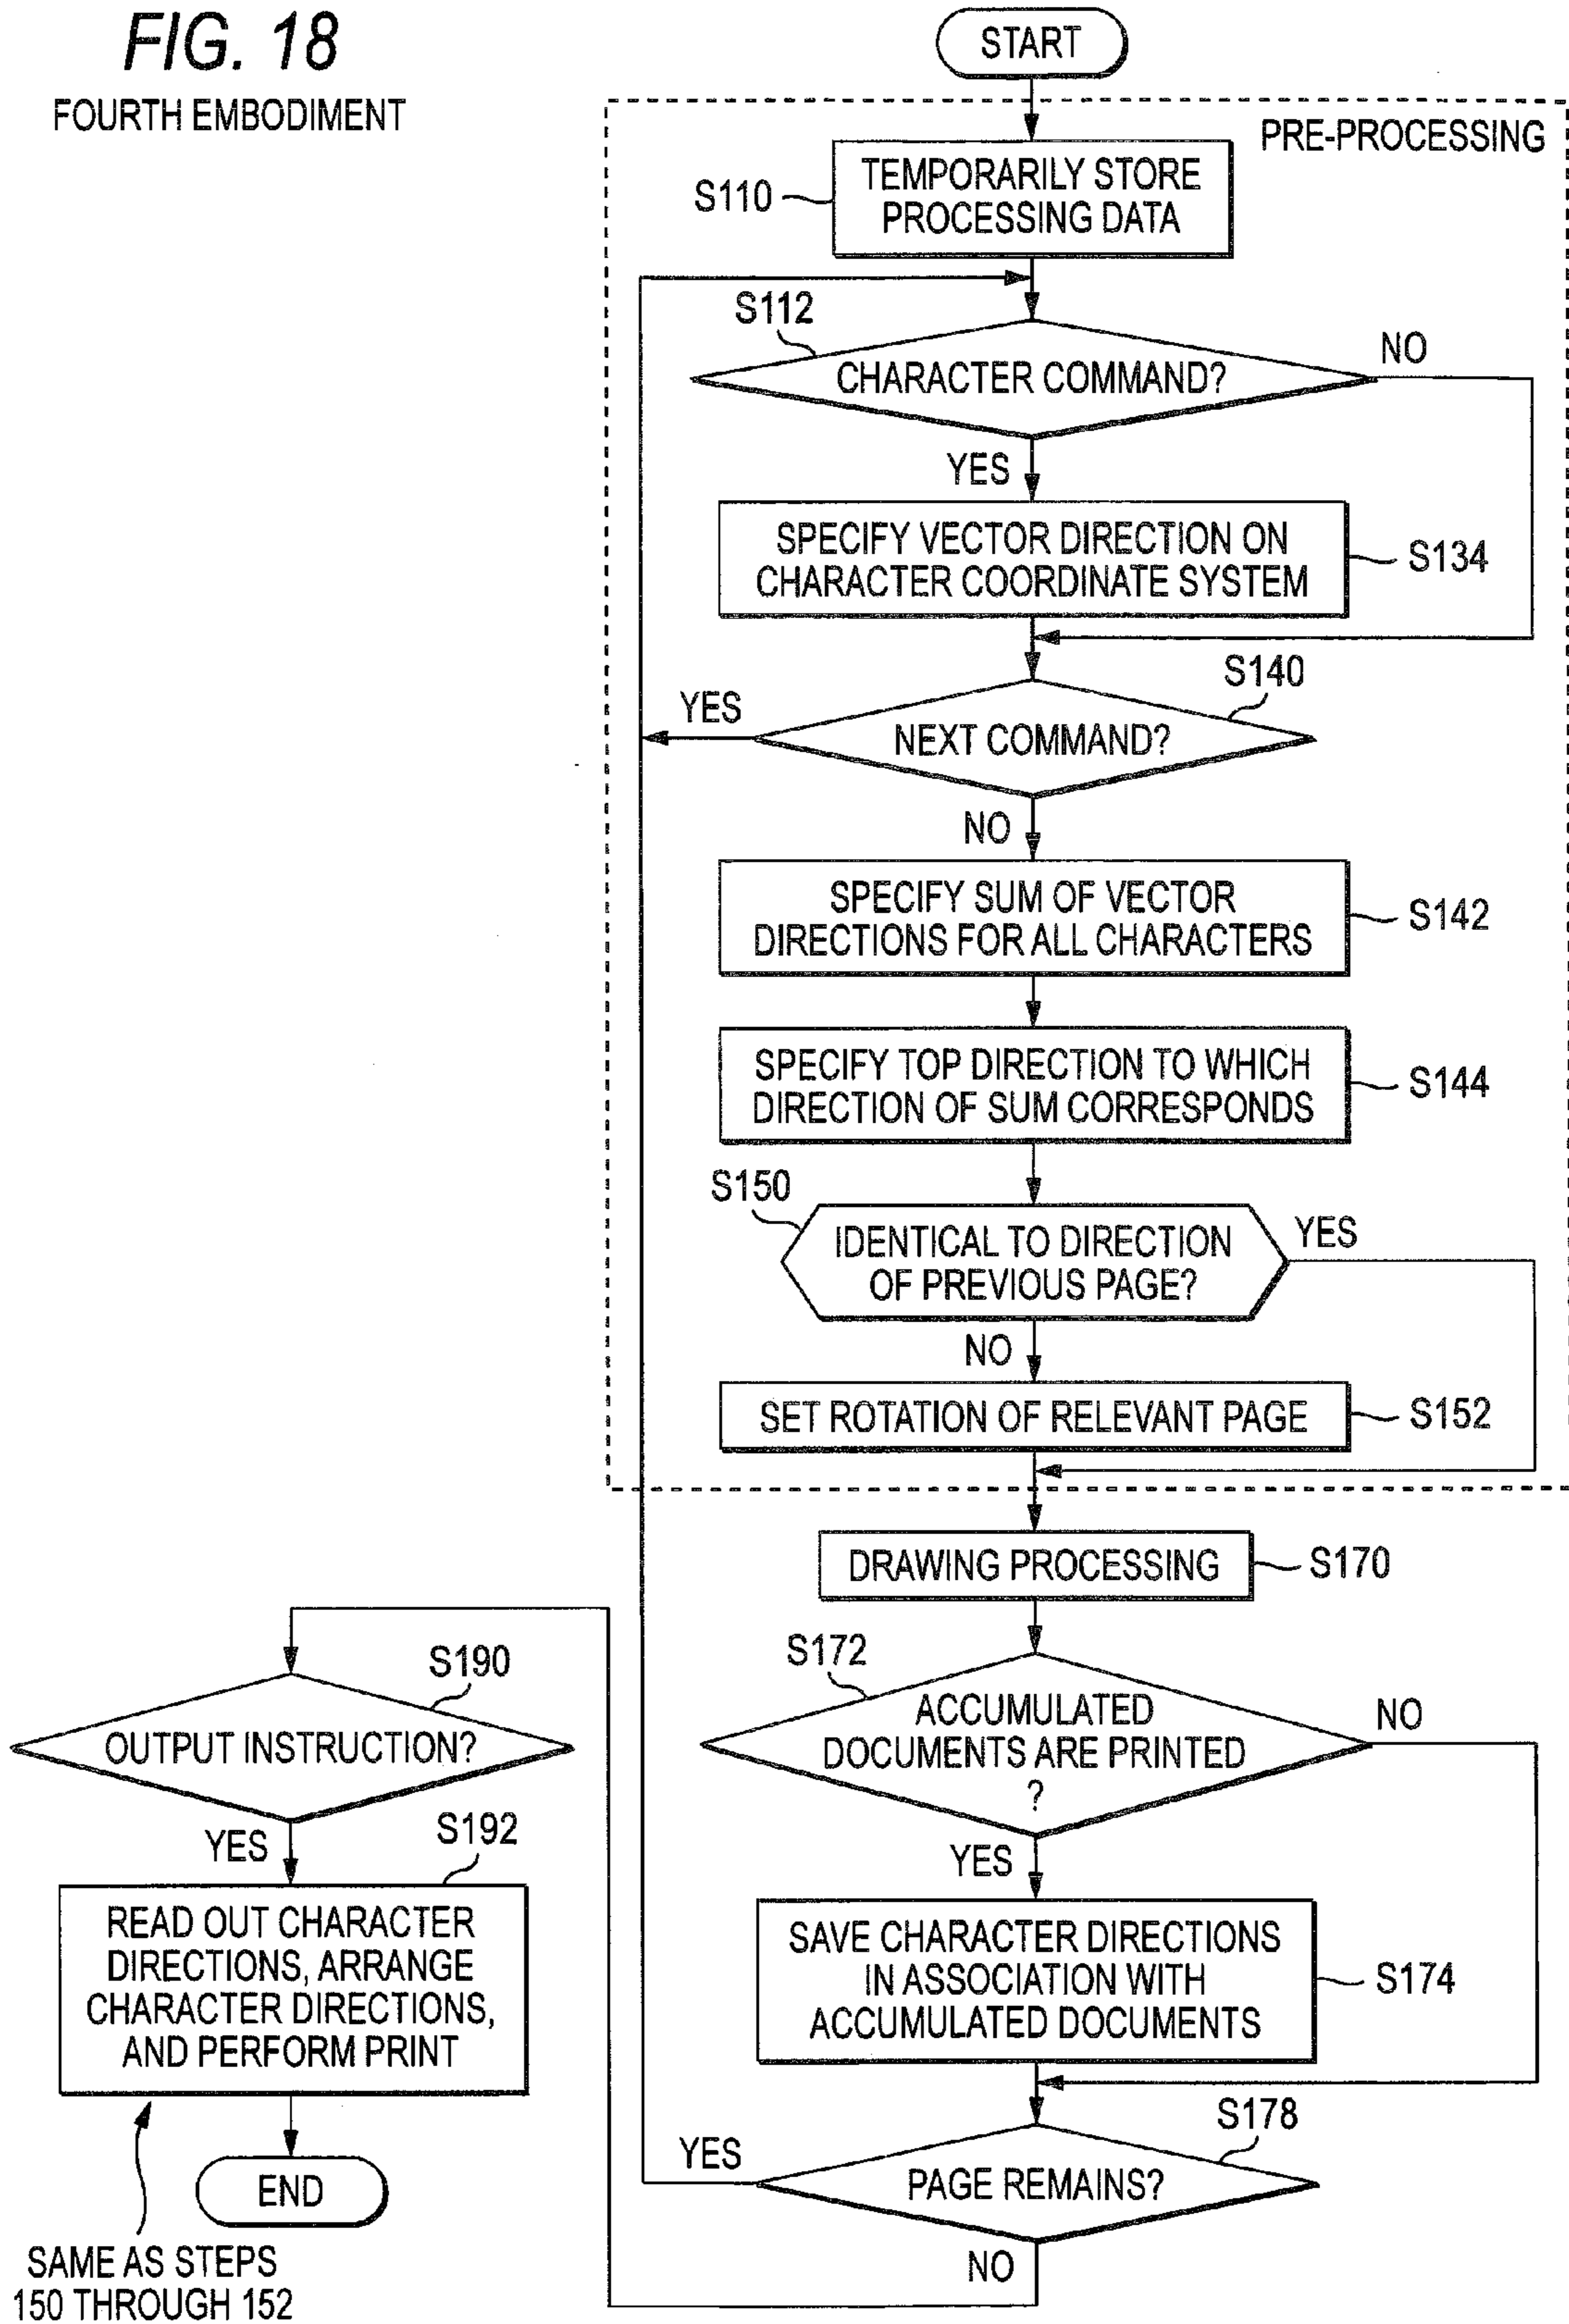 FIG. 18
FOURTH EMBODIMENT
START
PRE-PROCESSING
S110
TEMPORARILY STORE
PROCESSING DATA
S112
CHARACTER COMMAND?
NO
YES
SPECIFY VECTOR DIRECTION ON
CHARACTER COORDINATE SYSTEM
S134
S140
YES
NEXT COMMAND?
NO
SPECIFY SUM OF VECTOR
DIRECTIONS FOR ALL CHARACTERS
S142
SPECIFY TOP DIRECTION TO WHICH
DIRECTION OF SUM CORRESPONDS
S144
S150
IDENTICAL TO DIRECTION
OF PREVIOUS PAGE?
YES
NO
SET ROTATION OF RELEVANT PAGE
S152
DRAWING PROCESSING
S170
S172
ACCUMULATED
DOCUMENTS ARE PRINTED
?
NO
YES
SAVE CHARACTER DIRECTIONS
IN ASSOCIATION WITH
ACCUMULATED DOCUMENTS
S174
S178
YES
PAGE REMAINS?
NO
S190
OUTPUT INSTRUCTION?
YES
S192
READ OUT CHARACTER
DIRECTIONS, ARRANGE
CHARACTER DIRECTIONS,
AND PERFORM PRINT
END
SAME AS STEPS
150 THROUGH 152